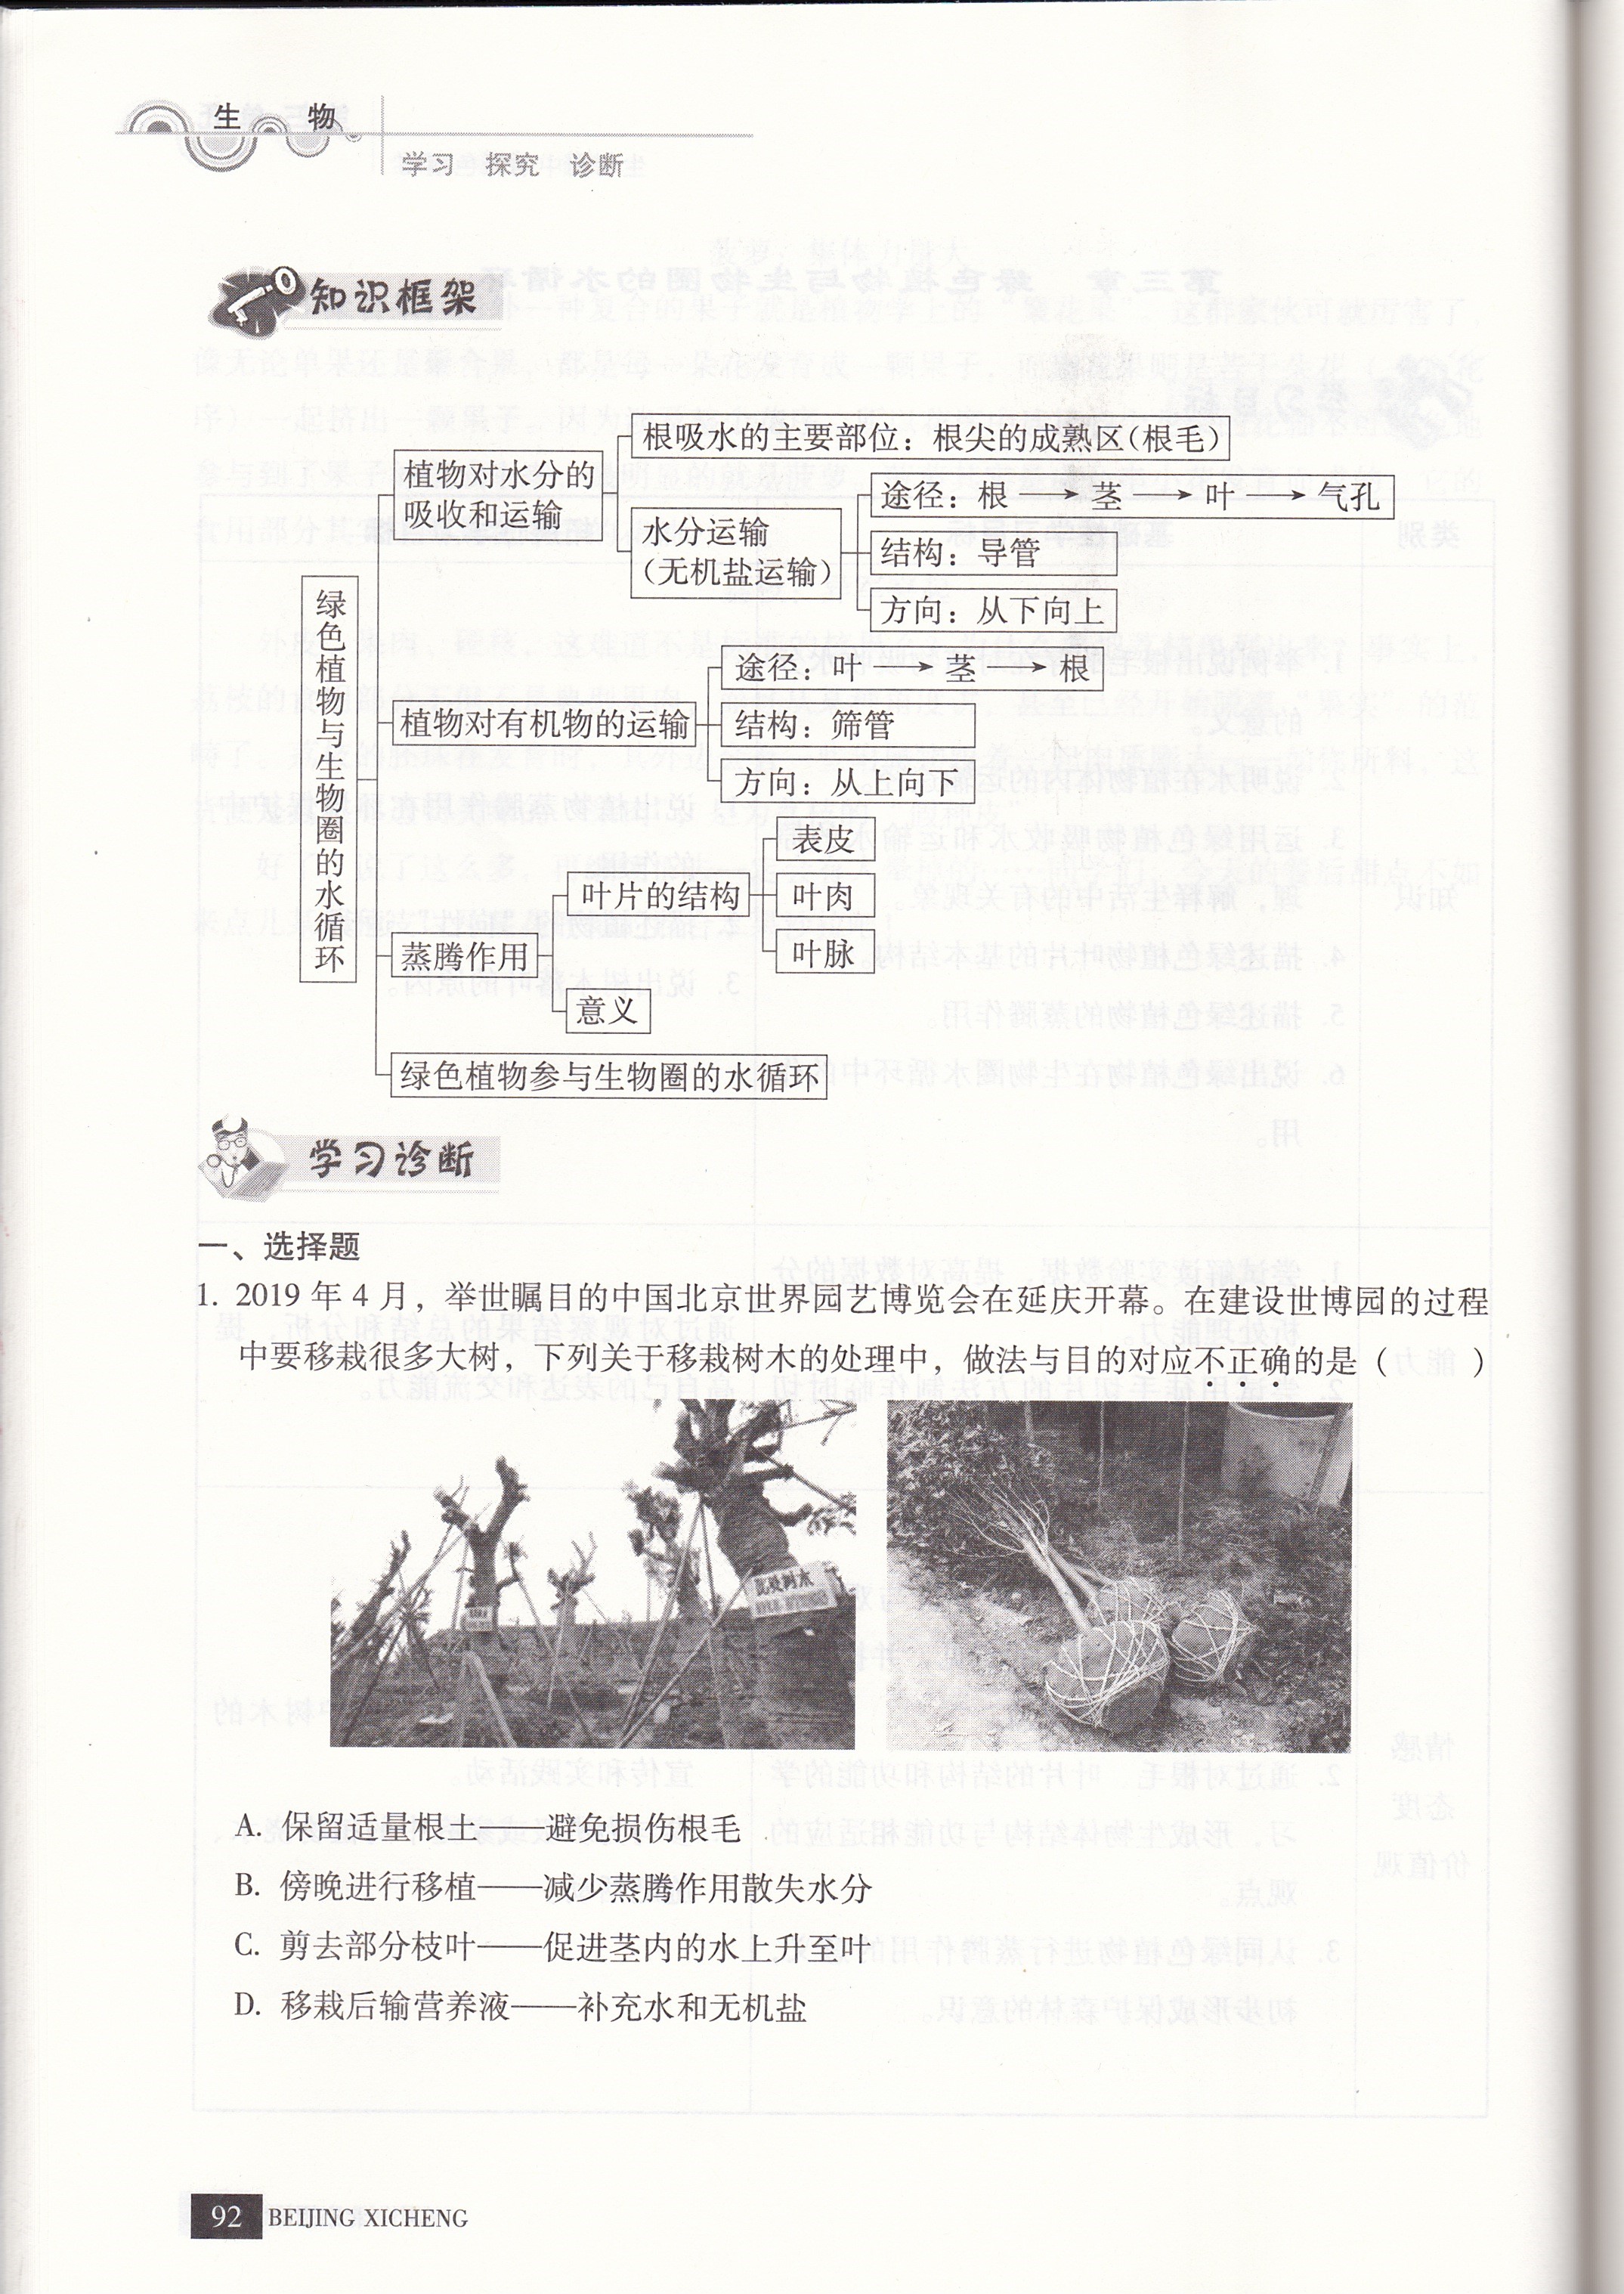 生 物
学习 探究 诊断
知识框架
绿色植物与生物圈的水循环
植物对水分的
吸收和运输
根吸水的主要部位：根尖的成熟区（根毛）
水分运输
（无机盐运输）
途径：根 → 茎 → 叶 → 气孔
结构：导管
方向：从下向上
植物对有机物的运输
途径：叶 → 茎 → 根
结构：筛管
方向：从上向下
蒸腾作用
叶片的结构
表皮
叶肉
叶脉
意义
绿色植物参与生物圈的水循环
学习诊断
一、选择题
1. 2019 年 4 月，举世瞩目的中国北京世界园艺博览会在延庆开幕。在建设世博园的过程
中要移栽很多大树，下列关于移栽树木的处理中，做法与目的对应不正确的是（ ）
A. 保留适量根土——避免损伤根毛
B. 傍晚进行移植——减少蒸腾作用散失水分
C. 剪去部分枝叶——促进茎内的水上升至叶
D. 移栽后输营养液——补充水和无机盐
92 BEIJING XICHENG